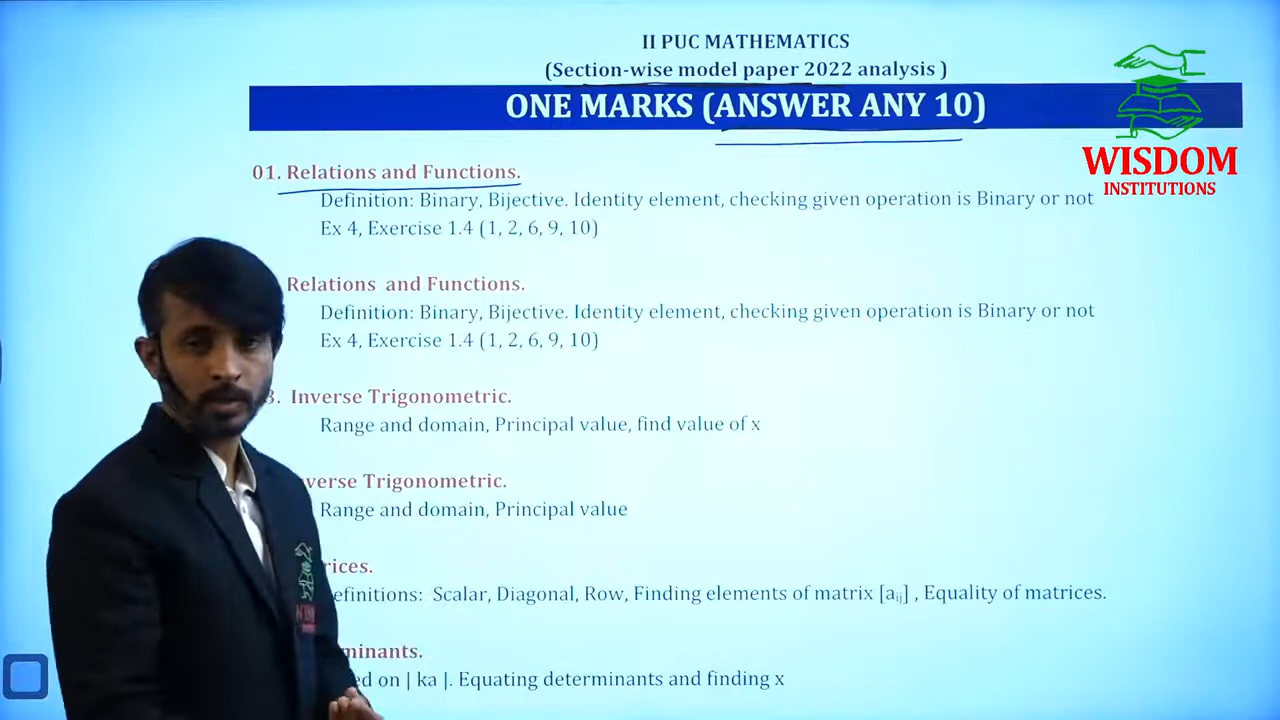 II PUC MATHEMATICS
(Section-wise model paper 2022 analysis )
ONE MARKS (ANSWER ANY 10)
WISDOM
INSTITUTIONS
01. Relations and Functions.
Definition: Binary, Bijective. Identity element, checking given operation is Binary or not
Ex 4, Exercise 1.4 (1, 2, 6, 9, 10)
Relations and Functions.
Definition: Binary, Bijective. Identity element, checking given operation is Binary or not
Ex 4, Exercise 1.4 (1, 2, 6, 9, 10)
3. Inverse Trigonometric.
Range and domain, Principal value, find value of x
verse Trigonometric.
Range and domain, Principal value
rices.
efinitions: Scalar, Diagonal, Row, Finding elements of matrix [aᵢⱼ] , Equality of matrices.
minants.
ed on | ka |. Equating determinants and finding x